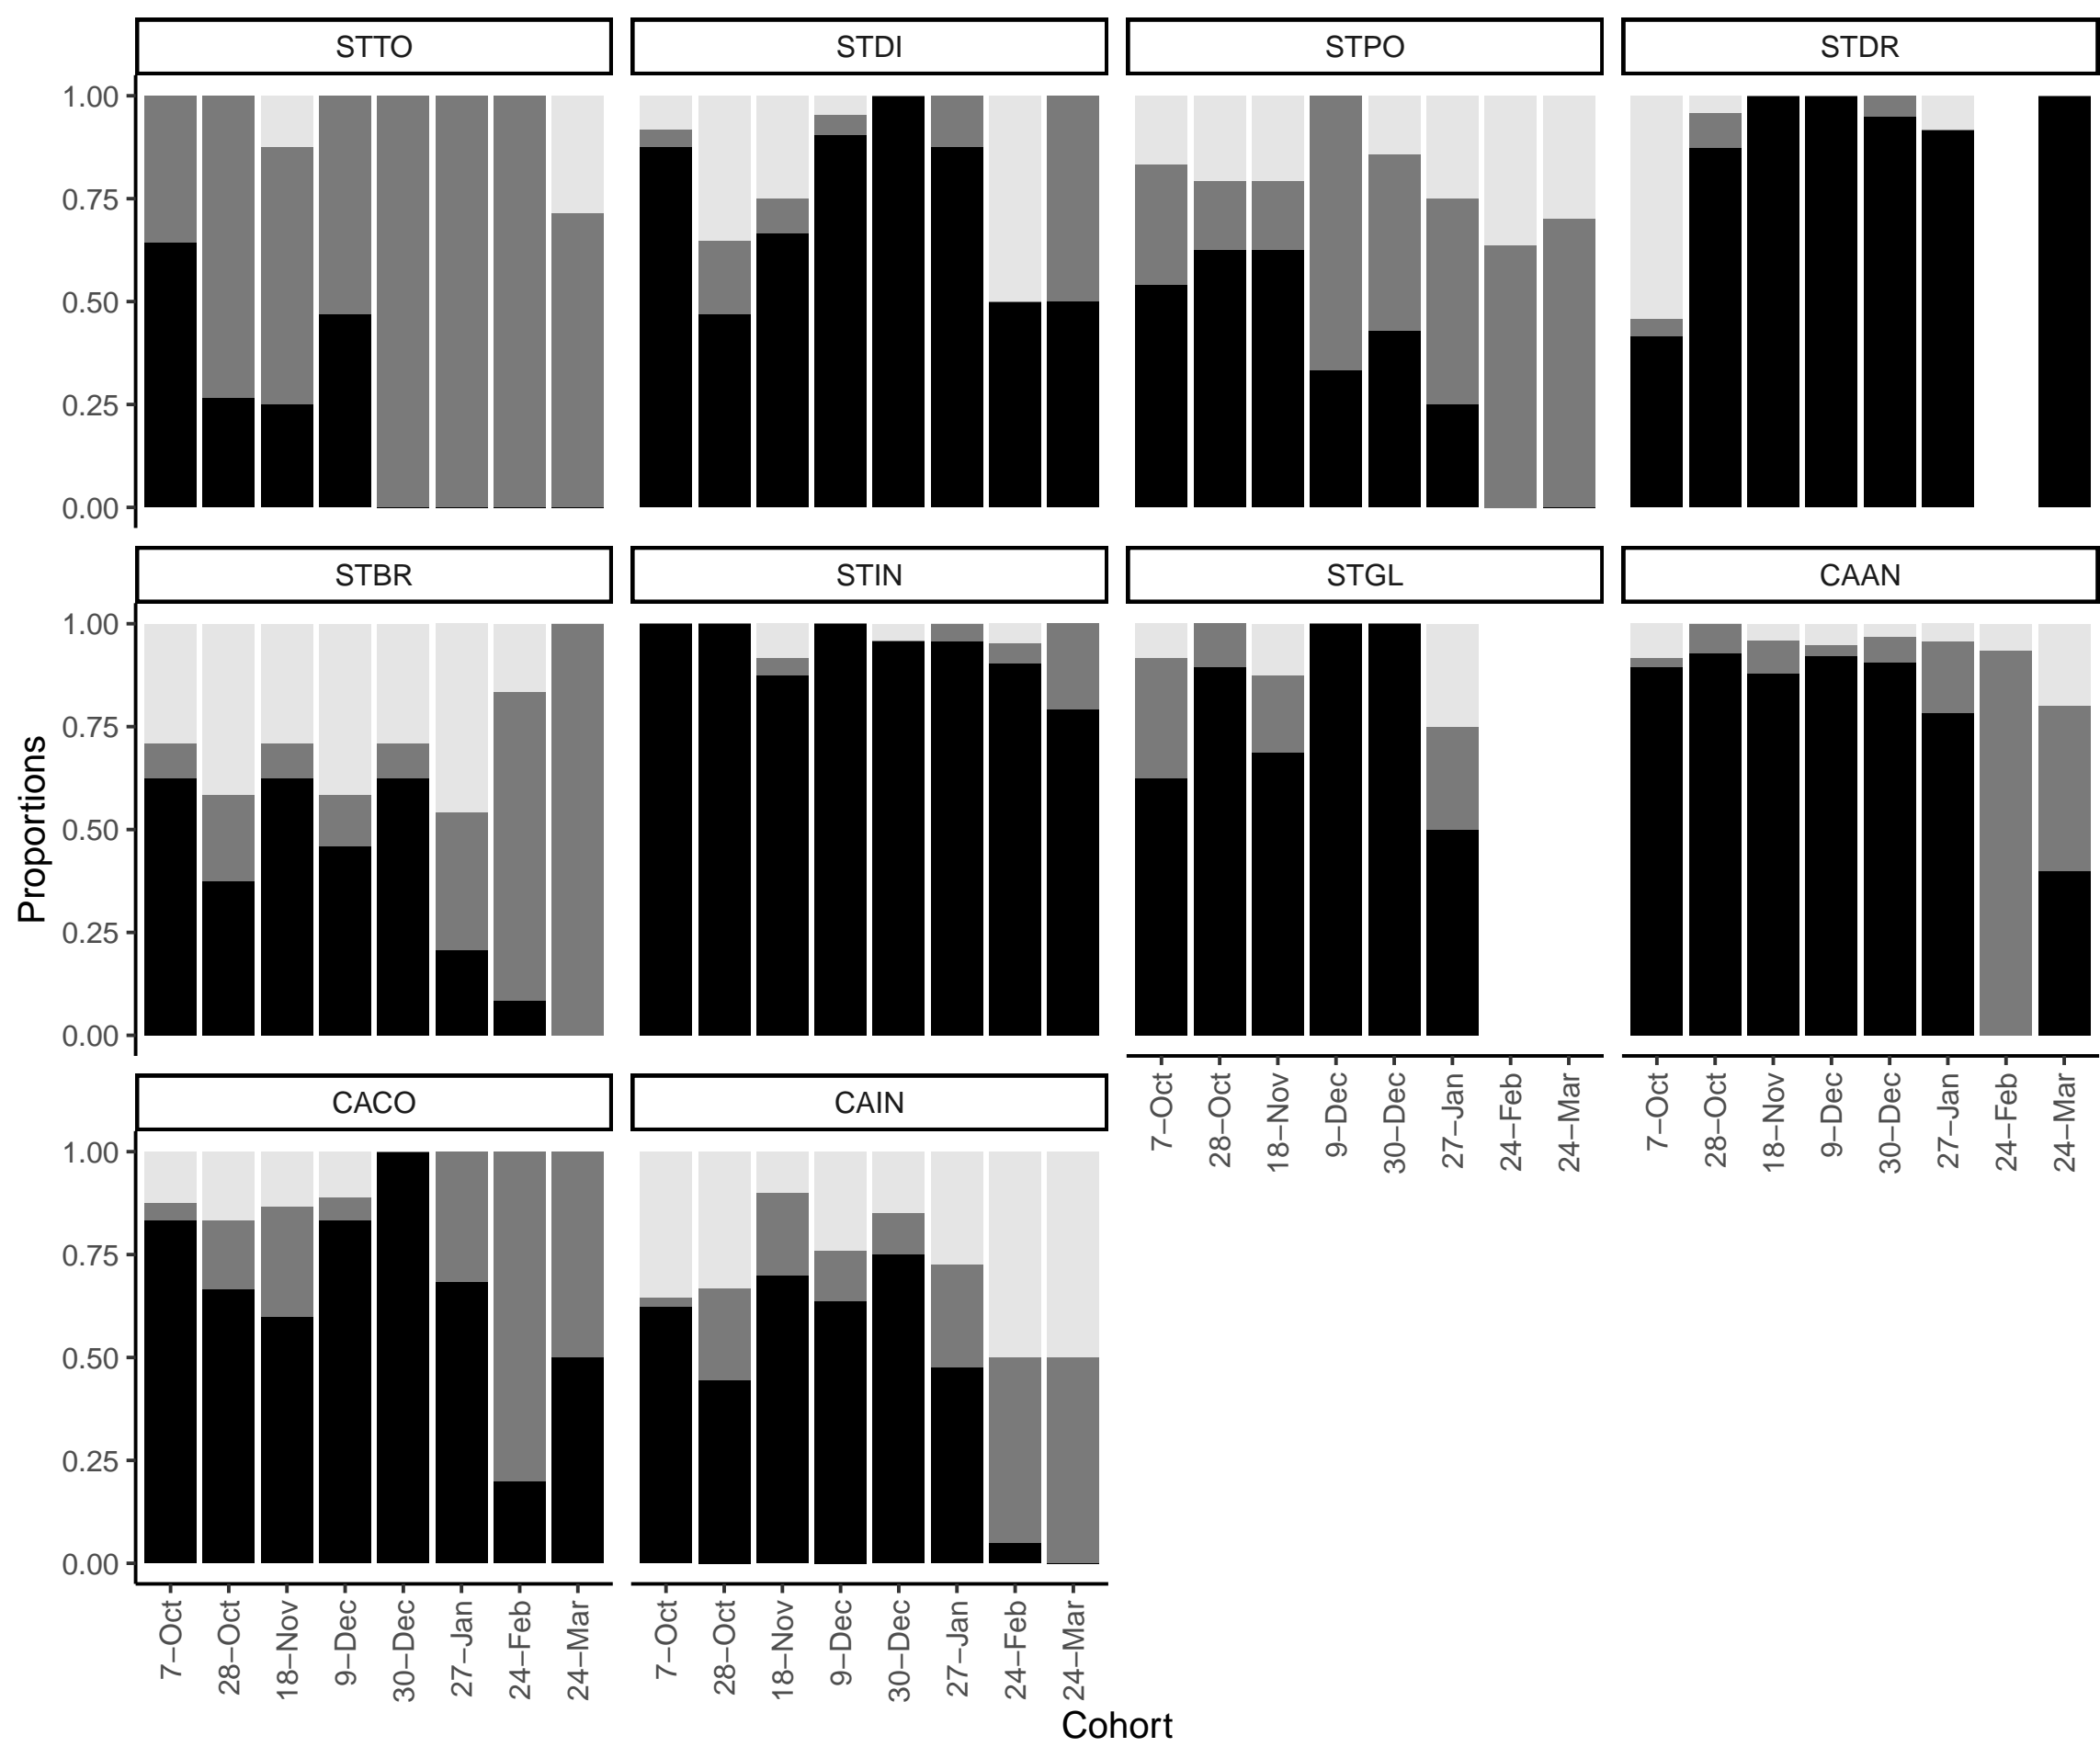 STTO STDI STPO STDR
1.00
0.75
0.50
0.25
0.00
STBR STIN STGL CAAN
1.00
0.75
0.50
0.25
0.00
Proportions
7–Oct 28–Oct 18–Nov 9–Dec 30–Dec 27–Jan 24–Feb 24–Mar 7–Oct 28–Oct 18–Nov 9–Dec 30–Dec 27–Jan 24–Feb 24–Mar
CACO CAIN
1.00
0.75
0.50
0.25
0.00
7–Oct 28–Oct 18–Nov 9–Dec 30–Dec 27–Jan 24–Feb 24–Mar 7–Oct 28–Oct 18–Nov 9–Dec 30–Dec 27–Jan 24–Feb 24–Mar
Cohort